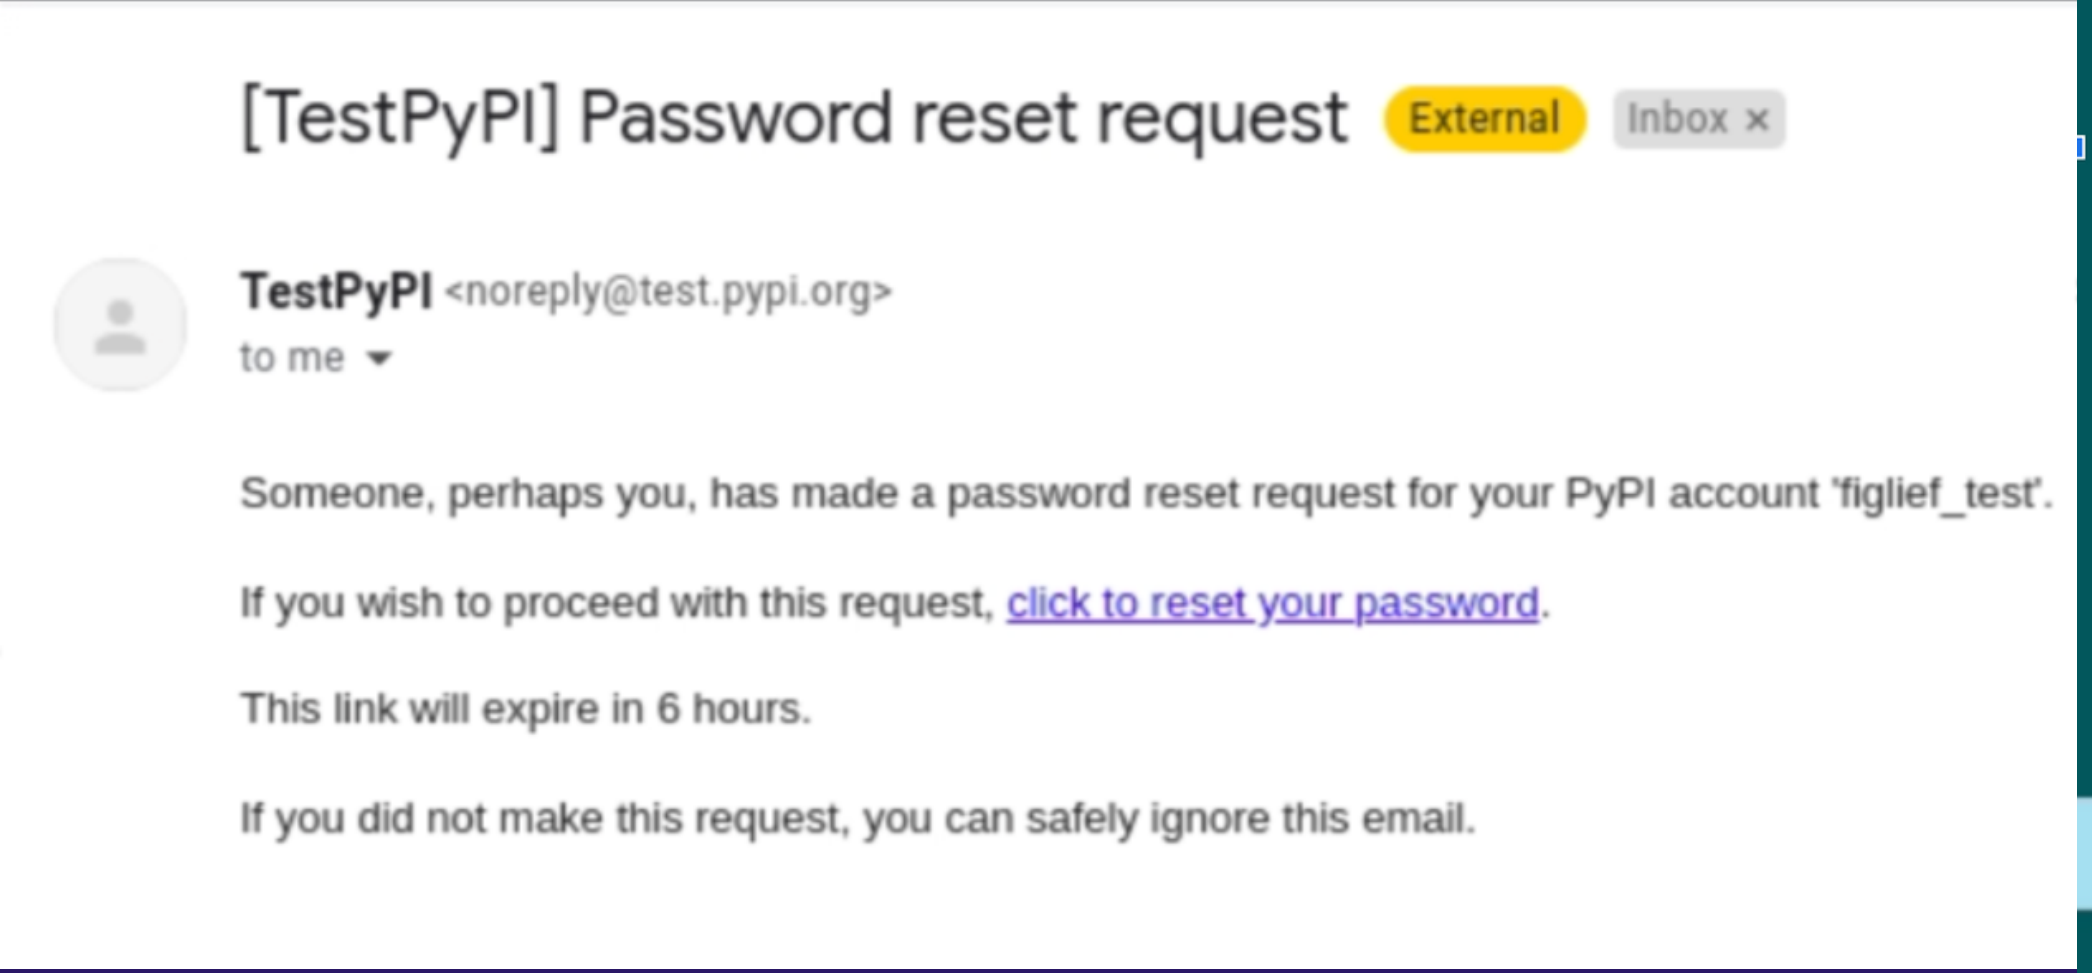 [TestPyPI] Password reset request External Inbox ×
TestPyPI <noreply@test.pypi.org>
to me
Someone, perhaps you, has made a password reset request for your PyPI account 'figlief_test'.
If you wish to proceed with this request, click to reset your password.
This link will expire in 6 hours.
If you did not make this request, you can safely ignore this email.